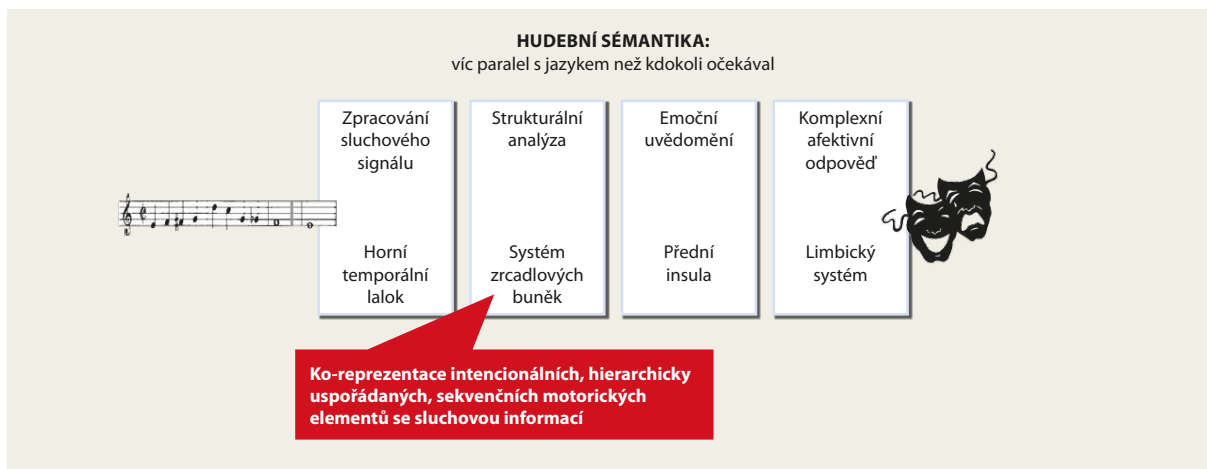 HUDEBNÍ SÉMANTIKA:
víc paralel s jazykem než kdokoli očekával
Zpracování
sluchového
signálu
Horní
temporální
lalok
Strukturální
analýza
Systém
zrcadlových
buněk
Emoční
uvědomění
Přední
insula
Komplexní
afektivní
odpověď
Limbický
systém
Ko-reprezentace intencionálních, hierarchicky
uspořádaných, sekvenčních motorických
elementů se sluchovou informací